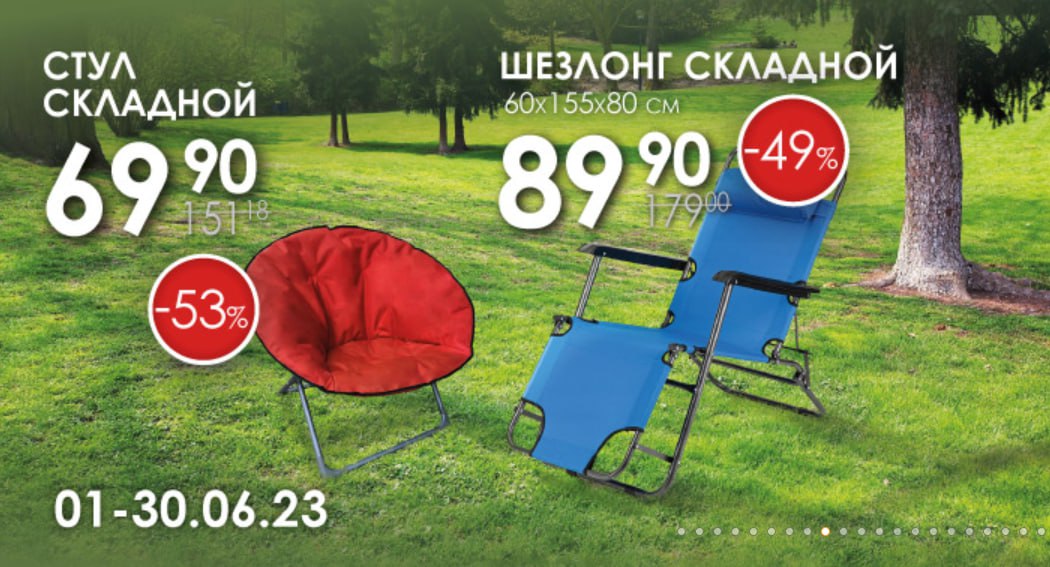 СТУЛ
СКЛАДНОЙ
69 90
151 18
-53%
ШЕЗЛОНГ СКЛАДНОЙ
60х155х80 см
89 90
179 00
-49%
01-30.06.23